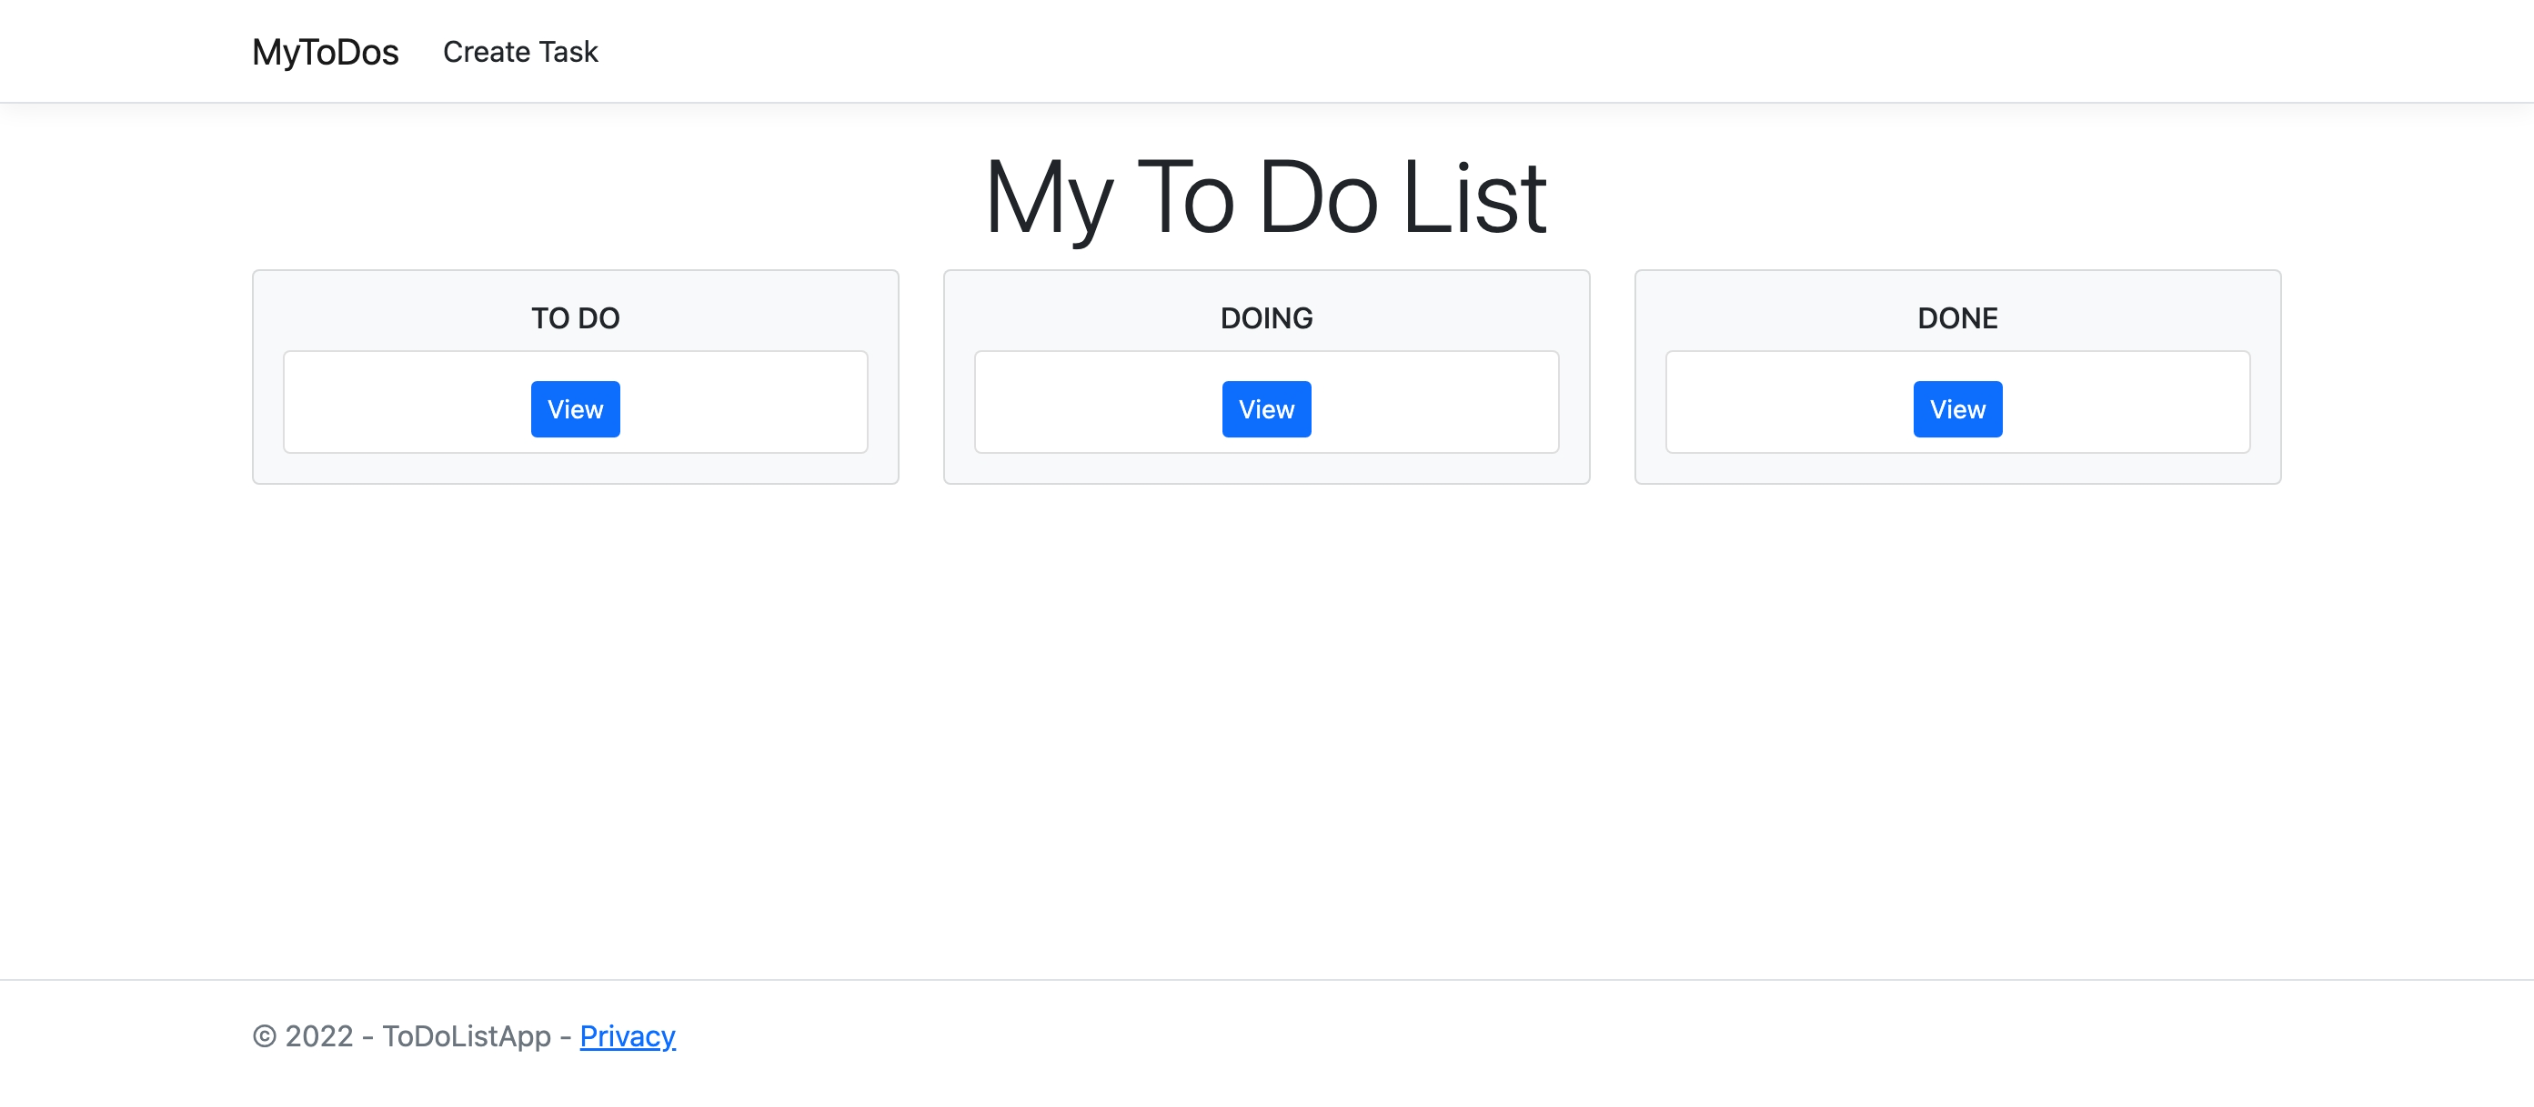 MyToDos Create Task
My To Do List
TO DO
View
DOING
View
DONE
View
© 2022 - ToDoListApp - Privacy